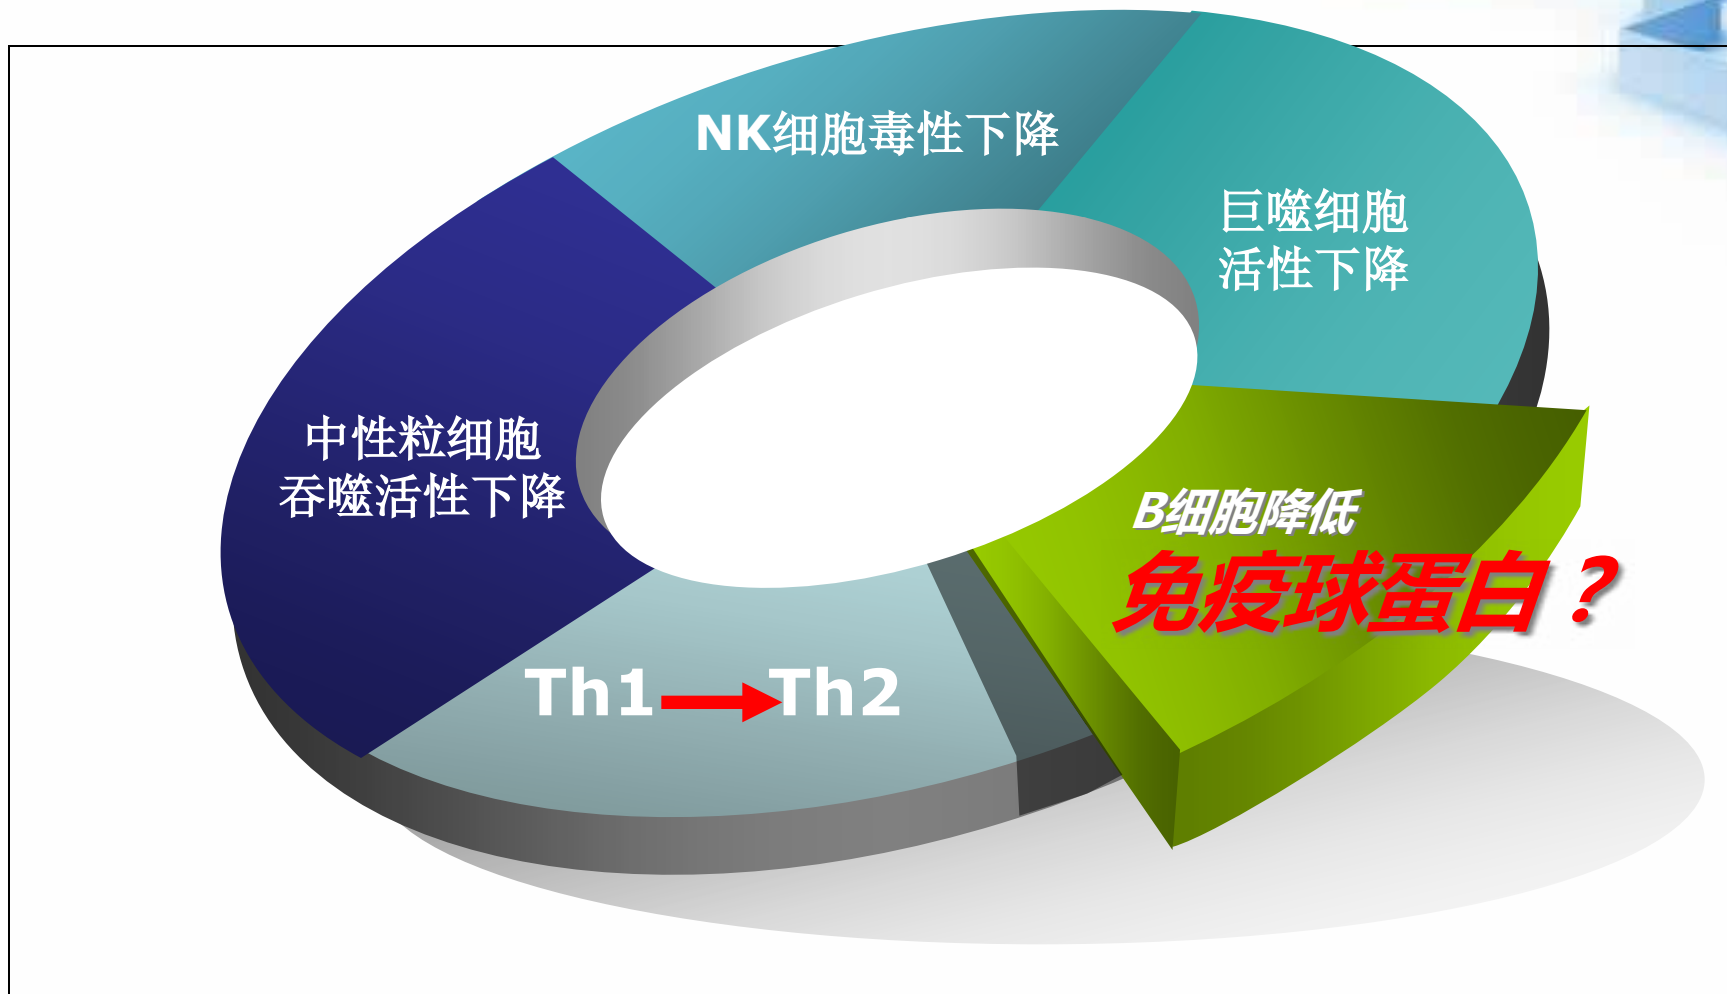 NK细胞毒性下降
巨噬细胞
活性下降
中性粒细胞
吞噬活性下降
B细胞降低
免疫球蛋白？
Th1→Th2